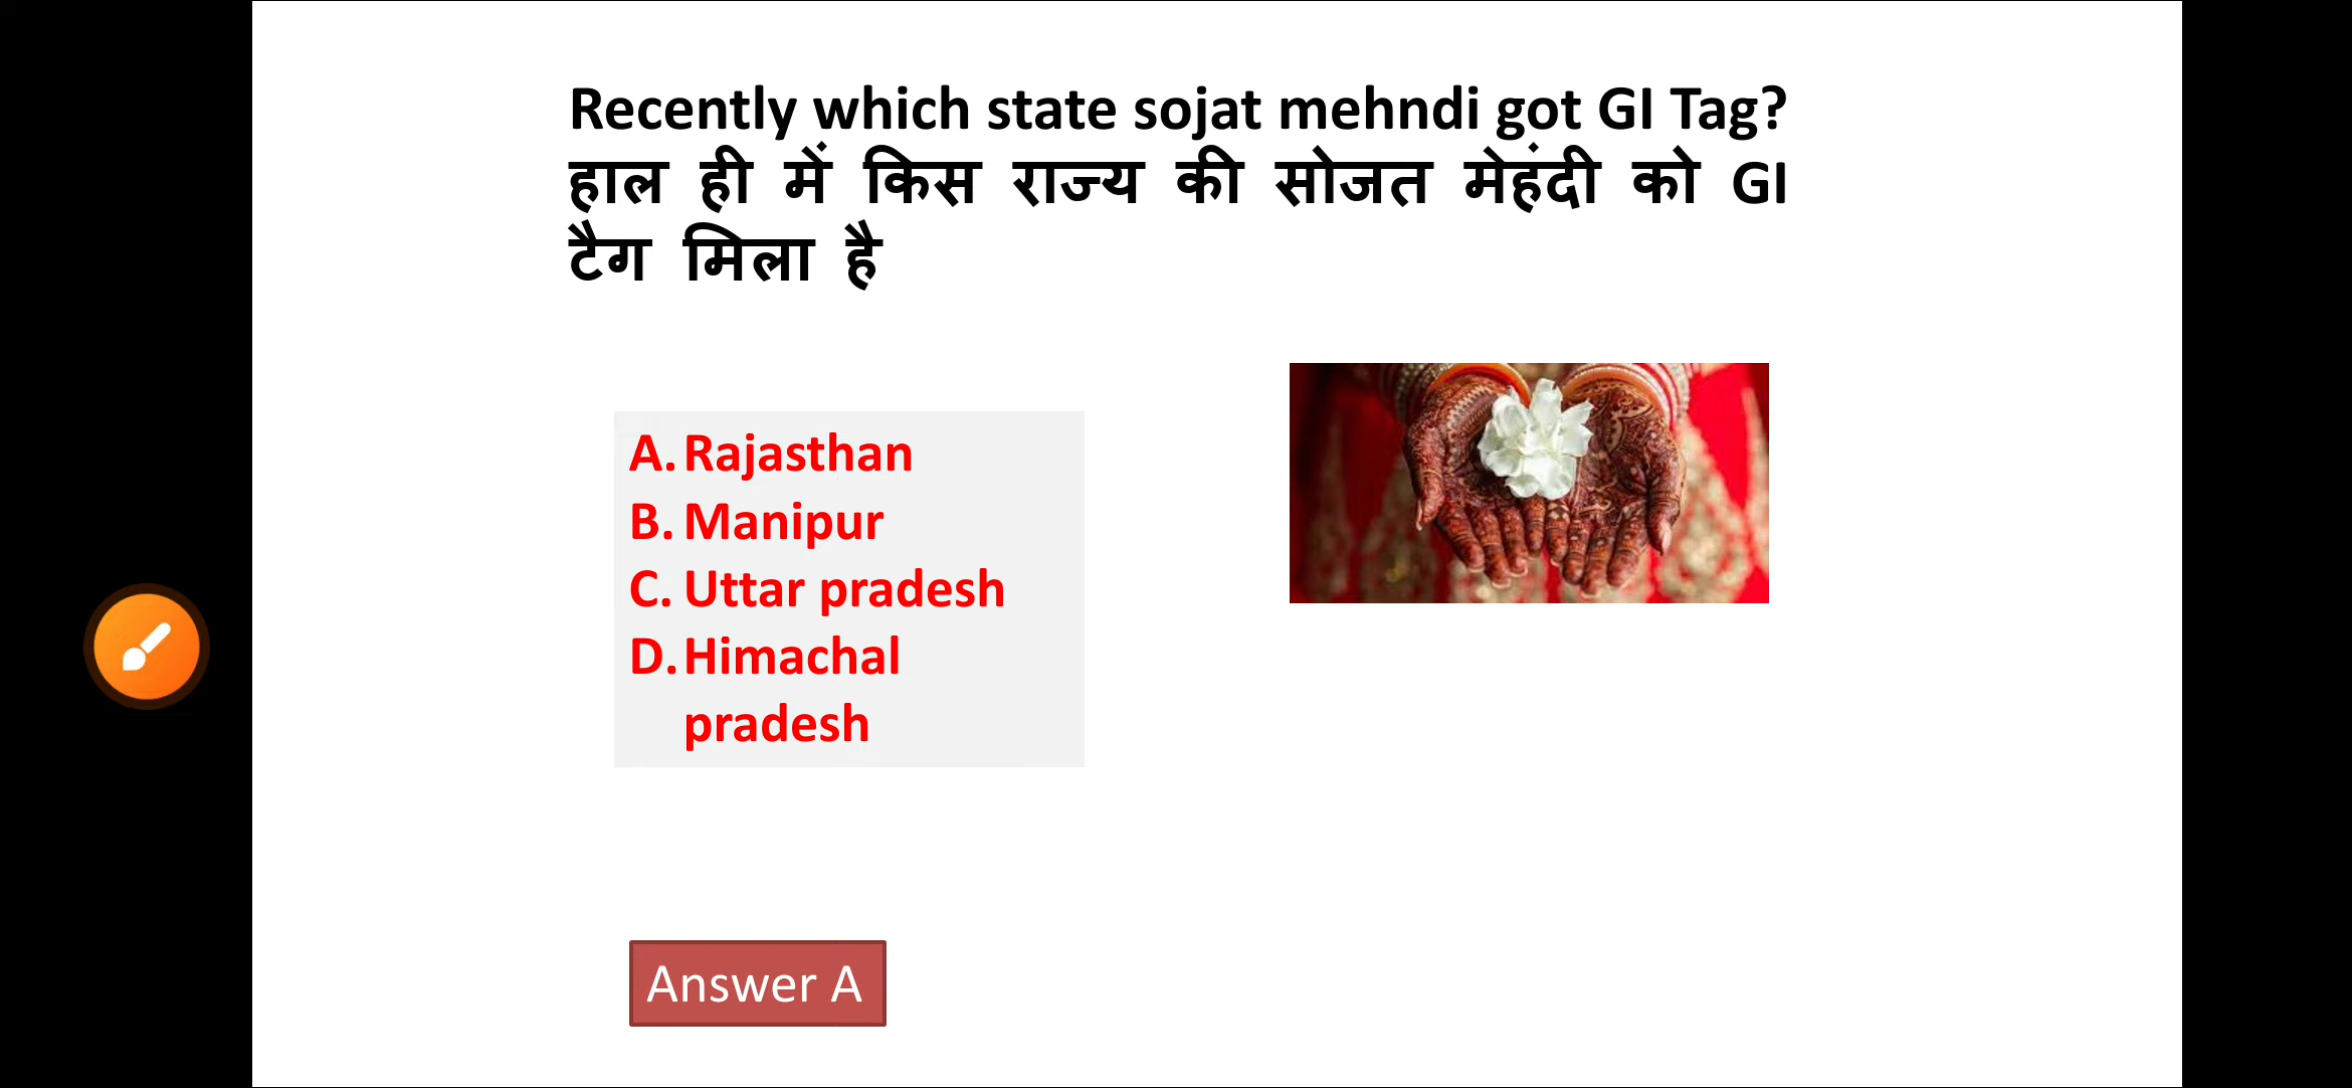 Recently which state sojat mehndi got GI Tag?
हाल ही में किस राज्य की सोजत मेहंदी को GI
टैग मिला है
A. Rajasthan
B. Manipur
C. Uttar pradesh
D. Himachal
pradesh
Answer A